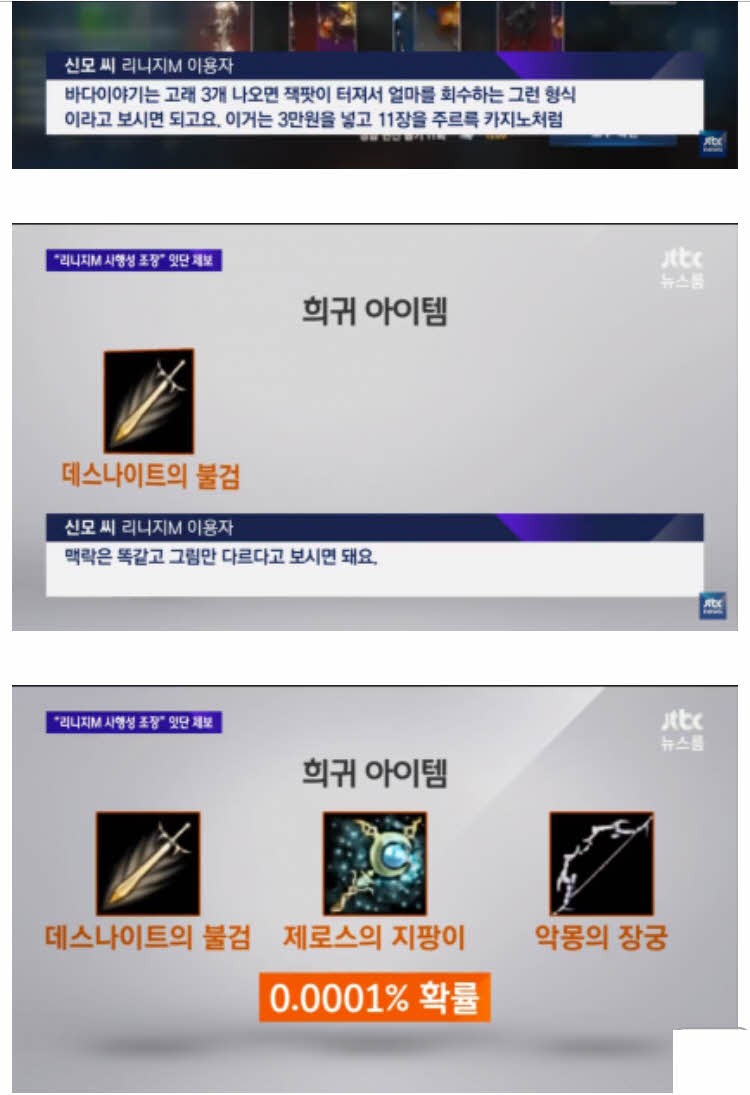 신모 씨 리니지M 이용자
바다이야기는 고래 3개 나오면 잭팟이 터져서 얼마를 회수하는 그런 형식
이라고 보시면 되고요. 이거는 3만원을 넣고 11장을 주르륵 카지노처럼
jtbc
news
"리니지M 사행성 조장" 잇단 제보
jtbc
뉴스룸
희귀 아이템
데스나이트의 불검
신모 씨 리니지M 이용자
맥락은 똑같고 그림만 다르다고 보시면 돼요.
jtbc
news
"리니지M 사행성 조장" 잇단 제보
jtbc
뉴스룸
희귀 아이템
데스나이트의 불검 제로스의 지팡이 악몽의 장궁
0.0001% 확률